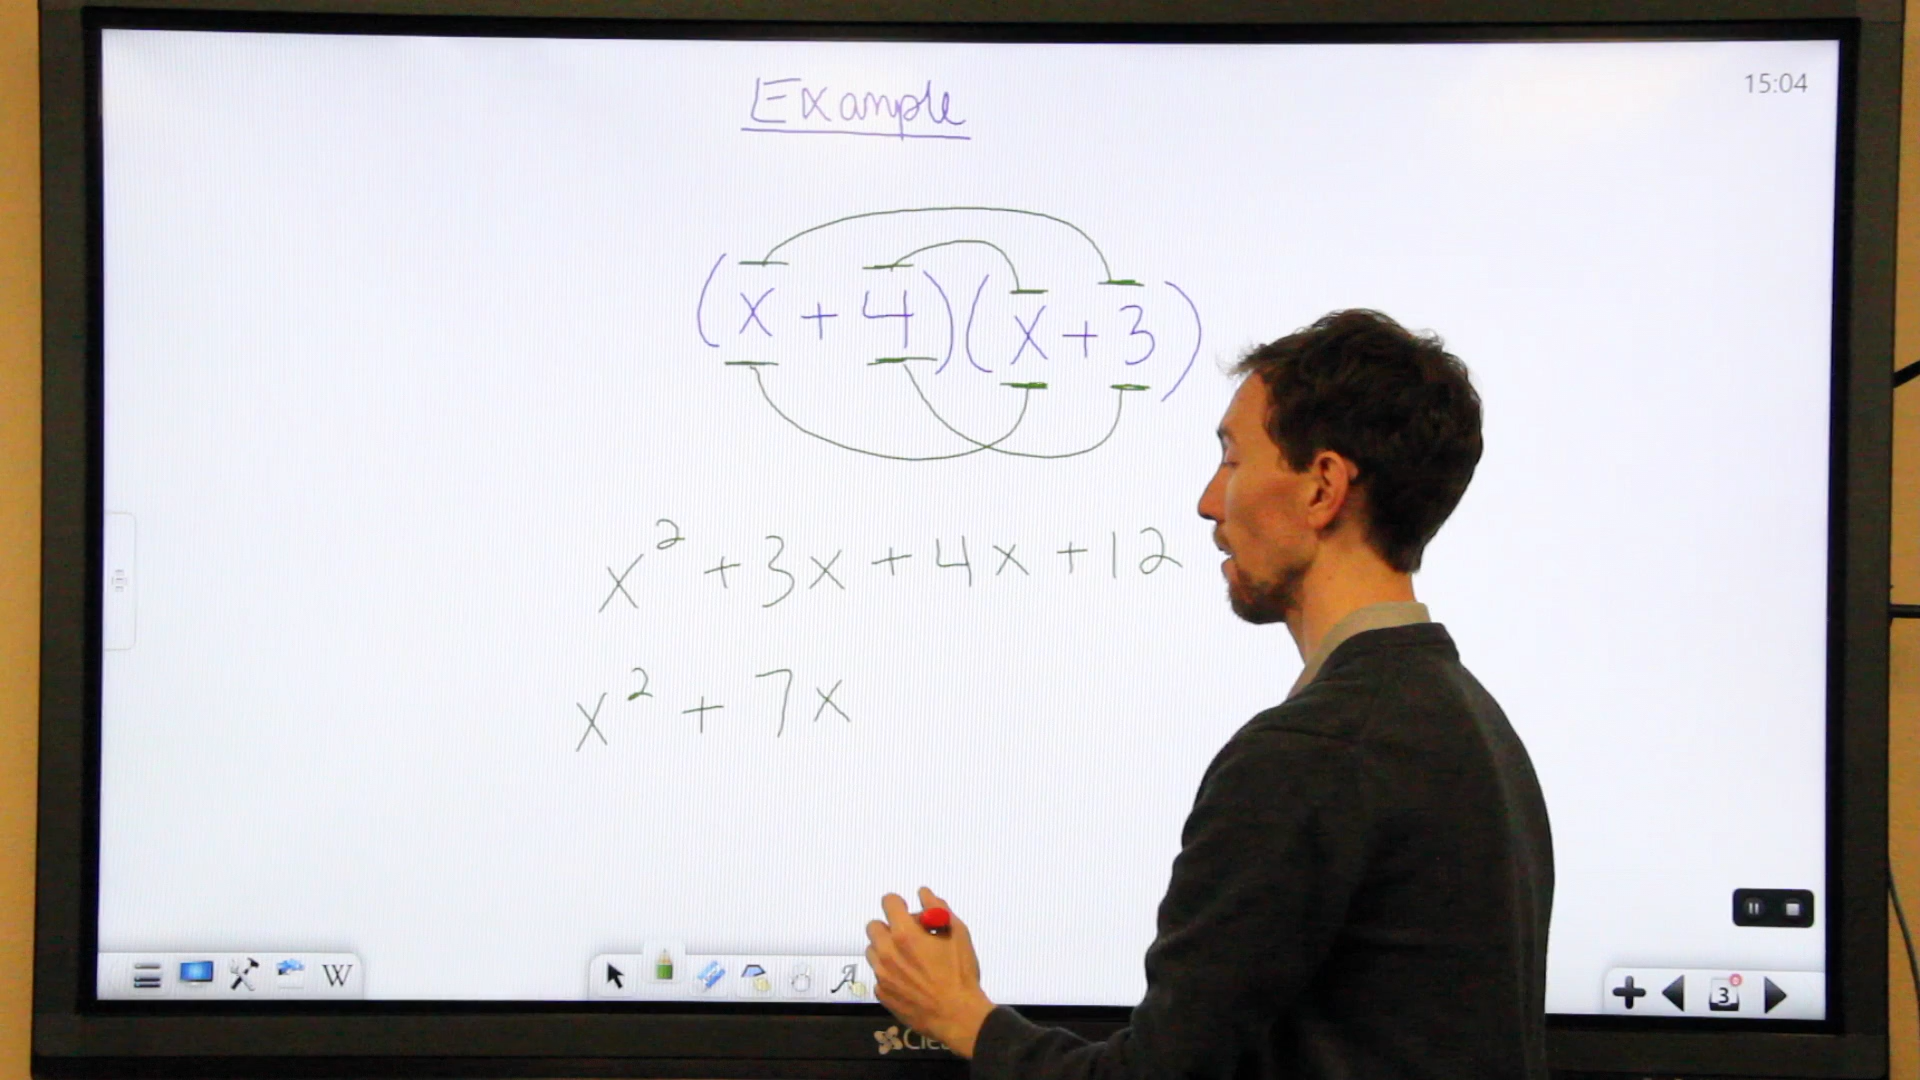 Example
15:04
(x + 4)(x + 3)
x² + 3x + 4x + 12
x² + 7x
W
A
3